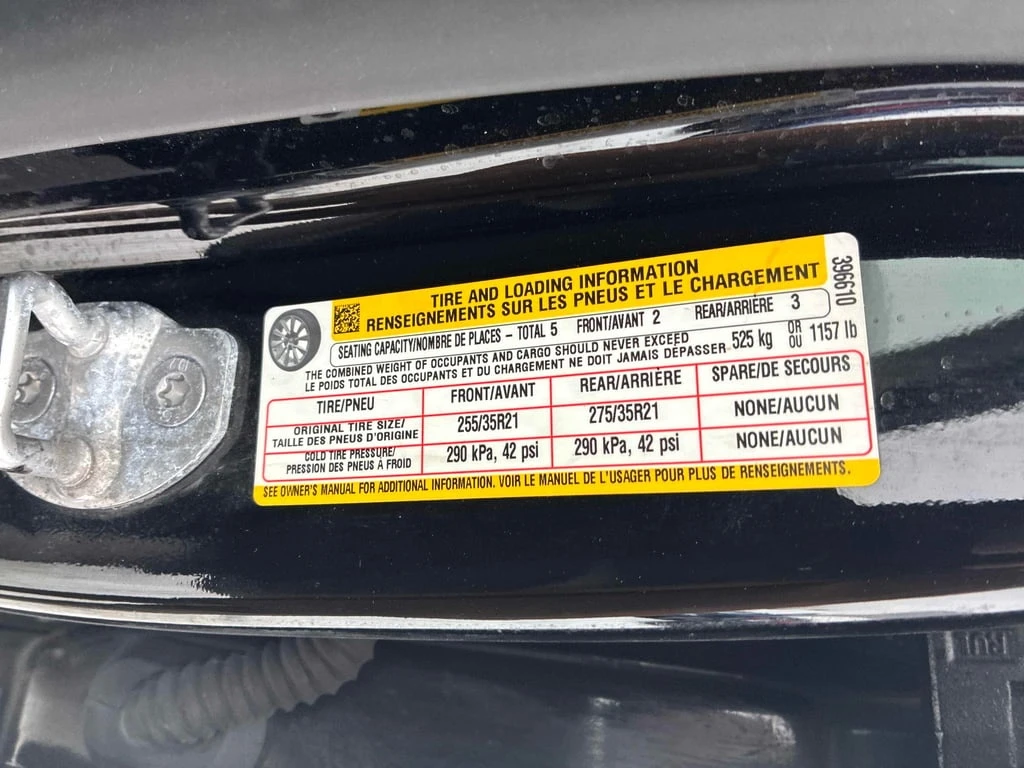 TIRE AND LOADING INFORMATION
RENSEIGNEMENTS SUR LES PNEUS ET LE CHARGEMENT
396610
SEATING CAPACITY/NOMBRE DE PLACES – TOTAL 5 FRONT/AVANT 2 REAR/ARRIÈRE 3
THE COMBINED WEIGHT OF OCCUPANTS AND CARGO SHOULD NEVER EXCEED
LE POIDS TOTAL DES OCCUPANTS ET DU CHARGEMENT NE DOIT JAMAIS DÉPASSER 525 kg OR OU 1157 lb
TIRE/PNEU FRONT/AVANT REAR/ARRIÈRE SPARE/DE SECOURS
ORIGINAL TIRE SIZE/
TAILLE DES PNEUS D'ORIGINE 255/35R21 275/35R21 NONE/AUCUN
COLD TIRE PRESSURE/
PRESSION DES PNEUS À FROID 290 kPa, 42 psi 290 kPa, 42 psi NONE/AUCUN
SEE OWNER'S MANUAL FOR ADDITIONAL INFORMATION. VOIR LE MANUEL DE L'USAGER POUR PLUS DE RENSEIGNEMENTS.